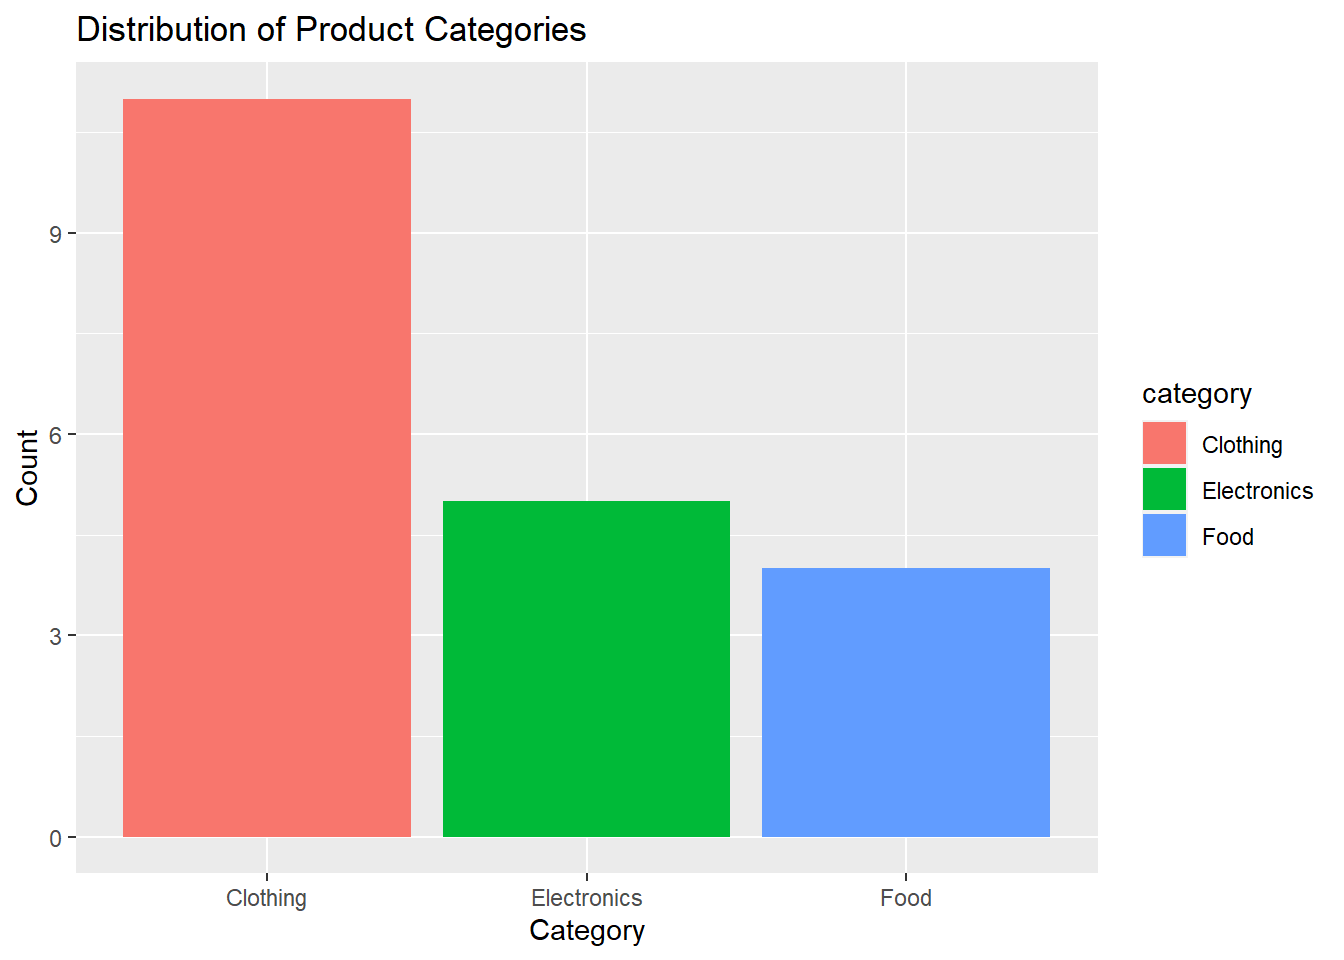 Distribution of Product Categories
9
6
3
0
Count
Clothing
Electronics
Food
Category
category
Clothing
Electronics
Food